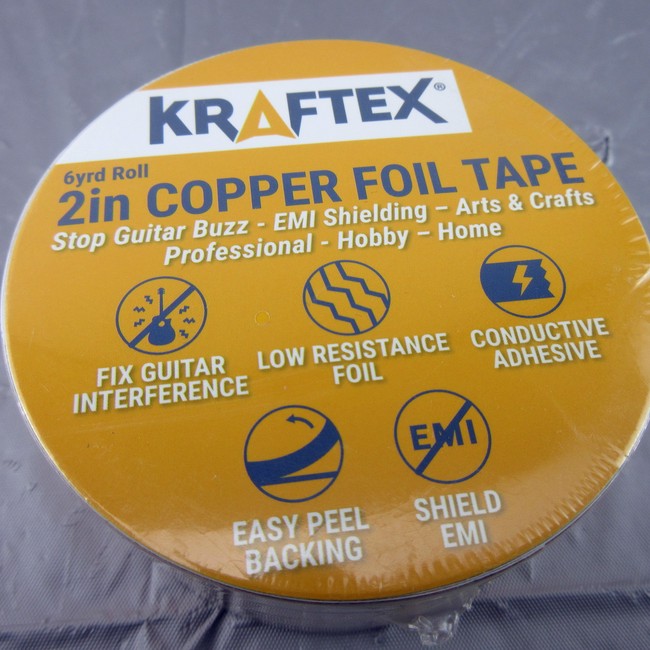 KRAFTEX®
6yrd Roll
2in COPPER FOIL TAPE
Stop Guitar Buzz - EMI Shielding – Arts & Crafts
Professional - Hobby – Home
FIX GUITAR
INTERFERENCE
LOW RESISTANCE
FOIL
CONDUCTIVE
ADHESIVE
EASY PEEL
BACKING
EMI
SHIELD
EMI